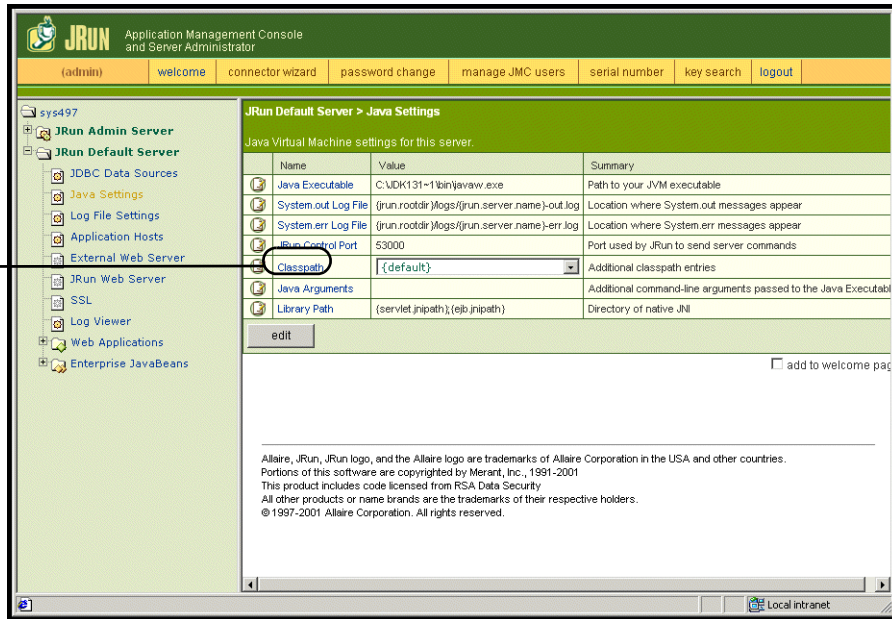 JRUN
Application Management Console
and Server Administrator
(admin) welcome connector wizard password change manage JMC users serial number key search logout
sys497
JRun Admin Server
JRun Default Server
JDBC Data Sources
Java Settings
Log File Settings
Application Hosts
External Web Server
JRun Web Server
SSL
Log Viewer
Web Applications
Enterprise JavaBeans
JRun Default Server > Java Settings
Java Virtual Machine settings for this server.
Name Value Summary
Java Executable C:\JDK131~1\bin\javaw.exe Path to your JVM executable
System.out Log File {jrun.rootdir}/logs/{jrun.server.name}-out.log Location where System.out messages appear
System.err Log File {jrun.rootdir}/logs/{jrun.server.name}-err.log Location where System.err messages appear
JRun Control Port 53000 Port used by JRun to send server commands
Classpath {default} Additional classpath entries
Java Arguments Additional command-line arguments passed to the Java Executabl
Library Path {servlet.jnipath};{ejb.jnipath} Directory of native JNI
edit
add to welcome pag
Allaire, JRun, JRun logo, and the Allaire logo are trademarks of Allaire Corporation in the USA and other countries.
Portions of this software are copyrighted by Merant, Inc., 1991-2001
This product includes code licensed from RSA Data Security
All other products or name brands are the trademarks of their respective holders.
© 1997-2001 Allaire Corporation. All rights reserved.
Local intranet